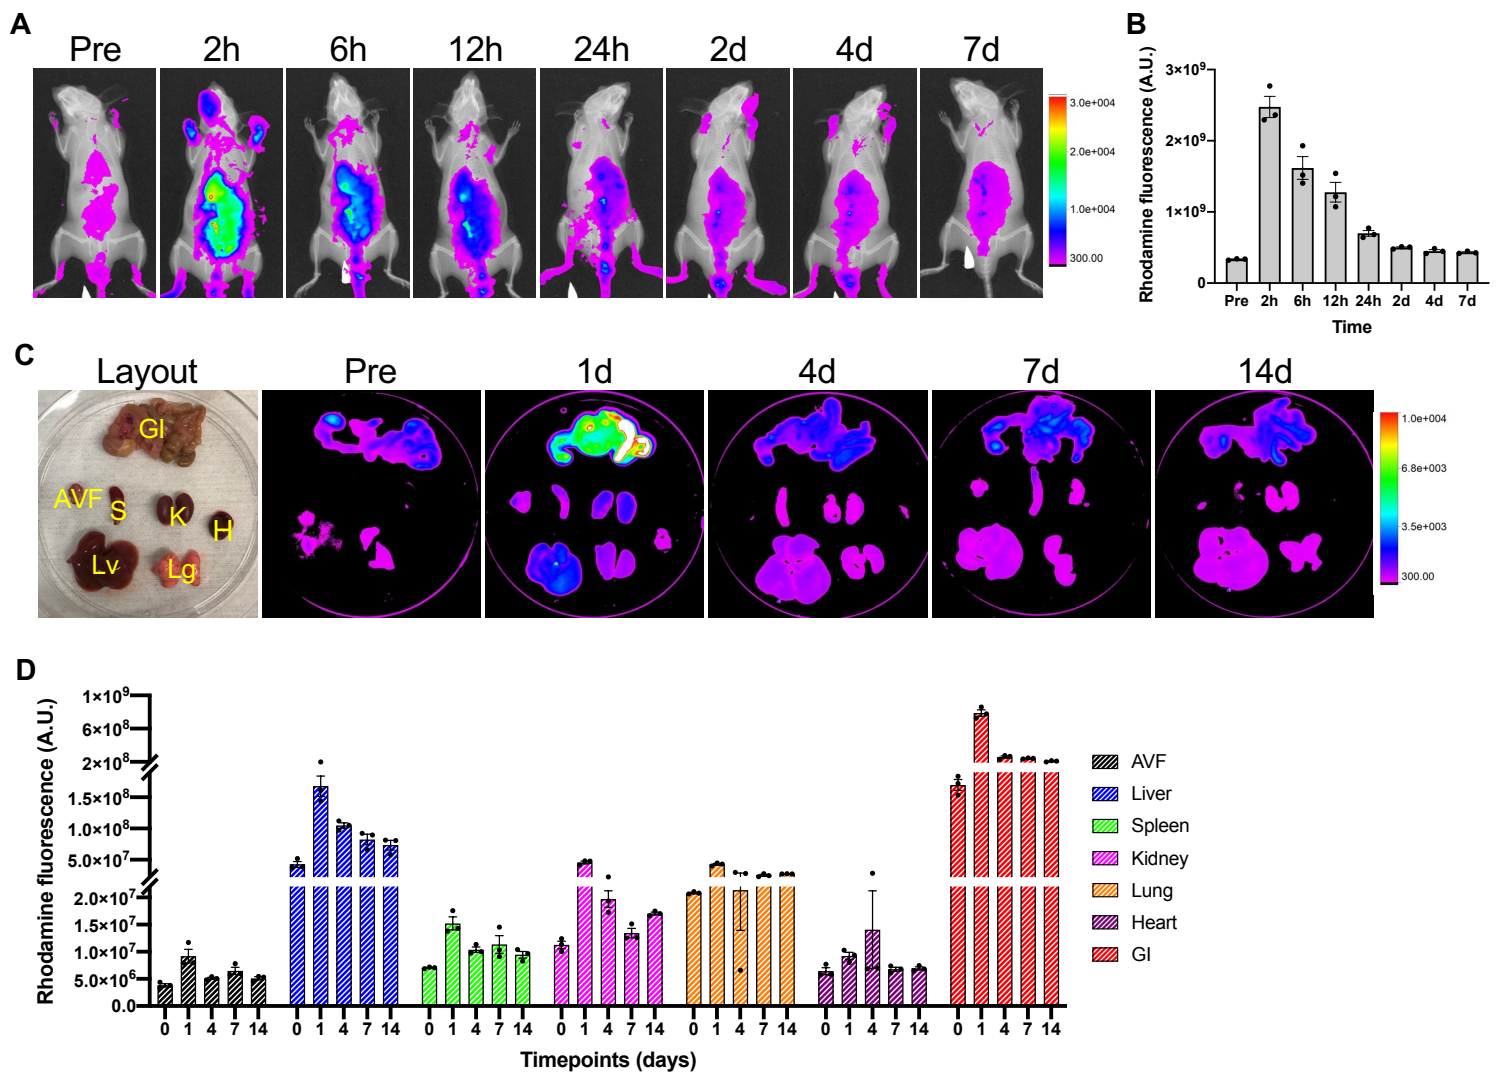 A
Pre 2h 6h 12h 24h 2d 4d 7d
3.0e+004
2.0e+004
1.0e+004
300.00
B
Rhodamine fluorescence (A.U.)
3×10⁹
2×10⁹
1×10⁹
0
Pre 2h 6h 12h 24h 2d 4d 7d
Time
C
Layout Pre 1d 4d 7d 14d
GI
AVF S K H
Lv Lg
1.0e+004
6.8e+003
3.5e+003
300.00
D
Rhodamine fluorescence (A.U.)
1×10⁹
6×10⁸
2×10⁸
1.5×10⁸
1.0×10⁸
5.0×10⁷
2.0×10⁷
1.5×10⁷
1.0×10⁷
5.0×10⁶
0.0
0 1 4 7 14 0 1 4 7 14 0 1 4 7 14 0 1 4 7 14 0 1 4 7 14 0 1 4 7 14 0 1 4 7 14
Timepoints (days)
AVF
Liver
Spleen
Kidney
Lung
Heart
GI